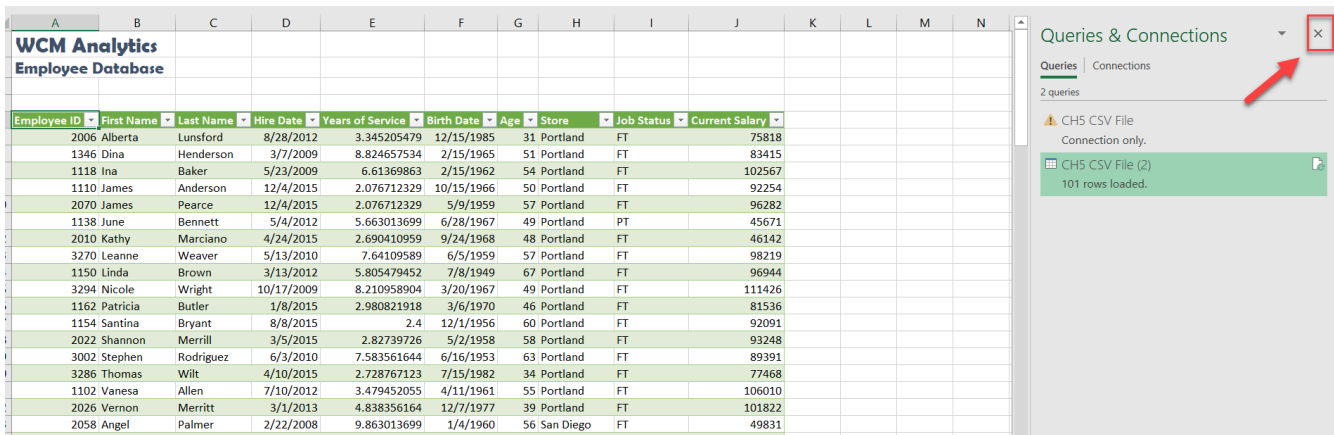 A B C D E F G H I J K L M N
WCM Analytics
Employee Database
Employee ID First Name Last Name Hire Date Years of Service Birth Date Age Store Job Status Current Salary
2006 Alberta Lunsford 8/28/2012 3.345205479 12/15/1985 31 Portland FT 75818
1346 Dina Henderson 3/7/2009 8.824657534 2/15/1965 51 Portland FT 83415
1118 Ina Baker 5/23/2009 6.61369863 2/15/1962 54 Portland FT 102567
1110 James Anderson 12/4/2015 2.076712329 10/15/1966 50 Portland FT 92254
2070 James Pearce 12/4/2015 2.076712329 5/9/1959 57 Portland FT 96282
1138 June Bennett 5/4/2012 5.663013699 6/28/1967 49 Portland PT 45671
2010 Kathy Marciano 4/24/2015 2.690410959 9/24/1968 48 Portland FT 46142
3270 Leanne Weaver 5/13/2010 7.64109589 6/5/1959 57 Portland FT 98219
1150 Linda Brown 3/13/2012 5.805479452 7/8/1949 67 Portland FT 96944
3294 Nicole Wright 10/17/2009 8.210958904 3/20/1967 49 Portland FT 111426
1162 Patricia Butler 1/8/2015 2.980821918 3/6/1970 46 Portland FT 81536
1154 Santina Bryant 8/8/2015 2.4 12/1/1956 60 Portland FT 92091
2022 Shannon Merrill 3/5/2015 2.82739726 5/2/1958 58 Portland FT 93248
3002 Stephen Rodriguez 6/3/2010 7.583561644 6/16/1953 63 Portland FT 89391
3286 Thomas Wilt 4/10/2015 2.728767123 7/15/1982 34 Portland FT 77468
1102 Vanesa Allen 7/10/2012 3.479452055 4/11/1961 55 Portland FT 106010
2026 Vernon Merritt 3/1/2013 4.838356164 12/7/1977 39 Portland FT 101822
2058 Angel Palmer 2/22/2008 9.863013699 1/4/1960 56 San Diego FT 49831
Queries & Connections
Queries Connections
2 queries
CH5 CSV File
Connection only.
CH5 CSV File (2)
101 rows loaded.